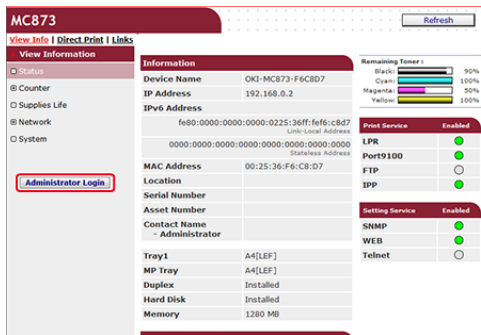 MC873
Refresh
View Info | Direct Print | Links
View Information
Status
Counter
Supplies Life
Network
System
Administrator Login
Information
Device Name OKI-MC873-F6C8D7
IP Address 192.168.0.2
IPv6 Address
fe80:0000:0000:0000:0225:36ff:fef6:c8d7
Link-Local Address
0000:0000:0000:0000:0000:0000:0000:0000
Stateless Address
MAC Address 00:25:36:F6:C8:D7
Location
Serial Number
Asset Number
Contact Name
- Administrator
Tray1 A4[LEF]
MP Tray A4[LEF]
Duplex Installed
Hard Disk Installed
Memory 1280 MB
Remaining Toner :
Black: 90%
Cyan: 100%
Magenta: 50%
Yellow: 100%
Print Service Enabled
LPR
Port9100
FTP
IPP
Setting Service Enabled
SNMP
WEB
Telnet